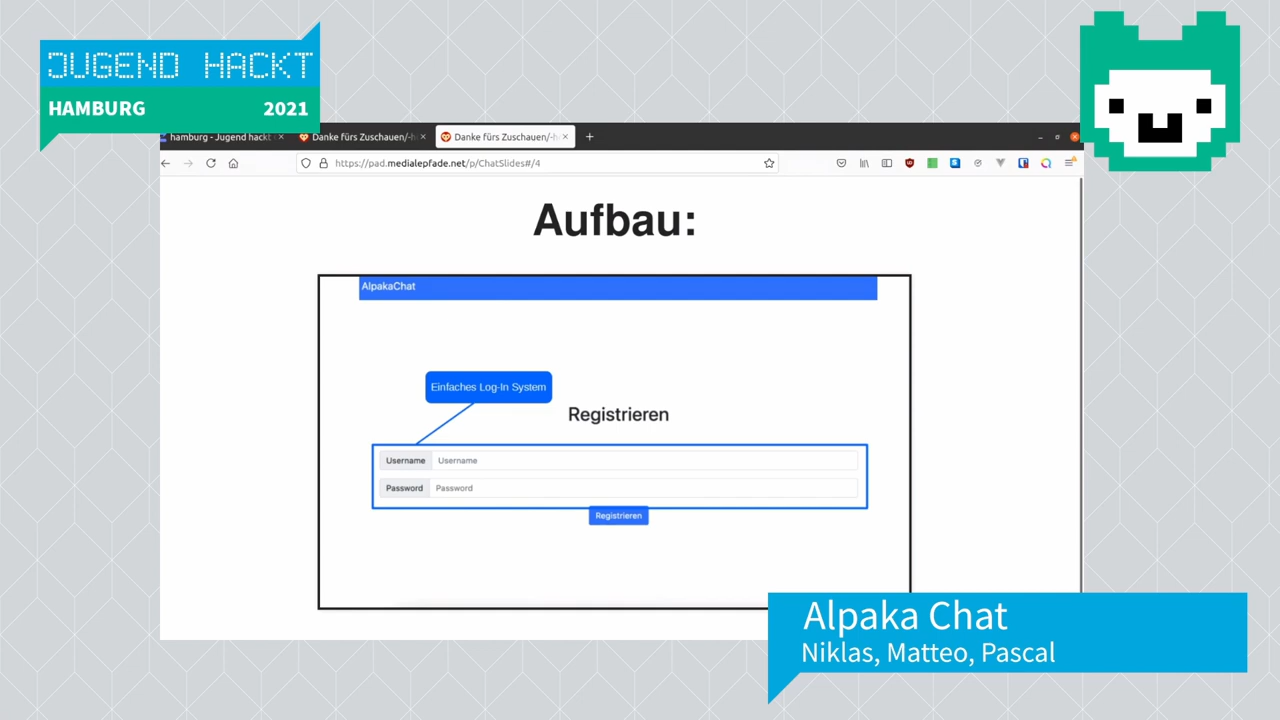 JUGEND HACKT
HAMBURG 2021
hamburg - Jugend hackt
Danke fürs Zuschauen/-h
Danke fürs Zuschauen/-h
https://pad.medialepfade.net/p/ChatSlides#/4
Aufbau:
AlpakaChat
Einfaches Log-In System
Registrieren
Username Username
Password Password
Registrieren
Alpaka Chat
Niklas, Matteo, Pascal